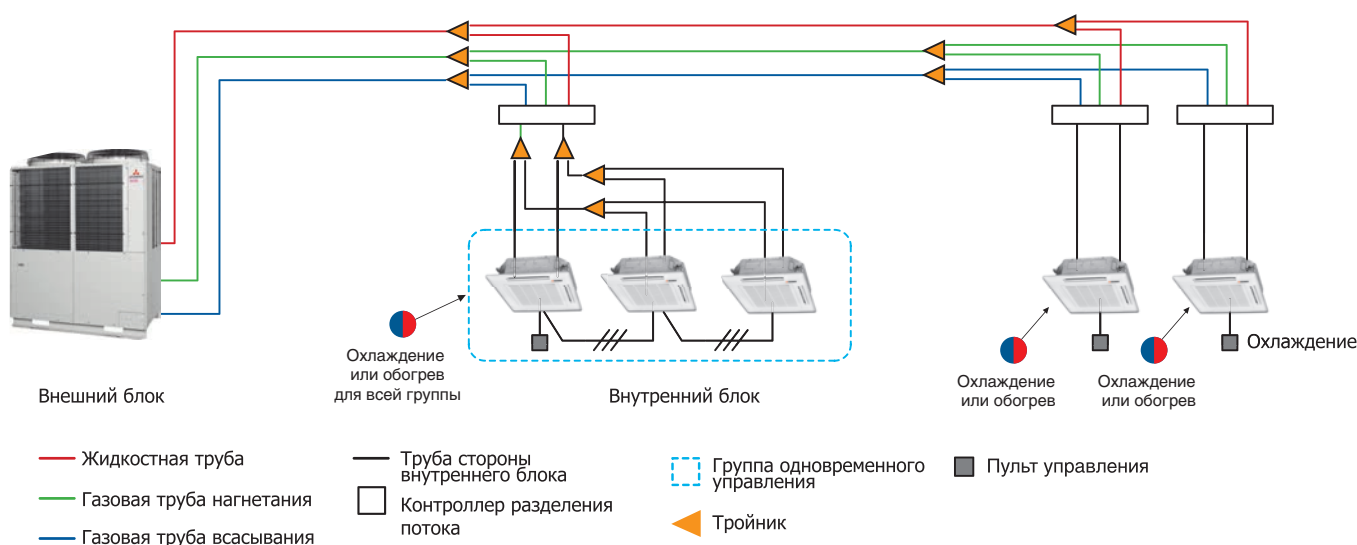 Охлаждение
Охлаждение
или обогрев
для всей группы
Охлаждение
или обогрев
Охлаждение
или обогрев
Внешний блок
Внутренний блок
Жидкостная труба
Газовая труба нагнетания
Газовая труба всасывания
Труба стороны
внутреннего блока
Контроллер разделения
потока
Группа одновременного
управления
Тройник
Пульт управления